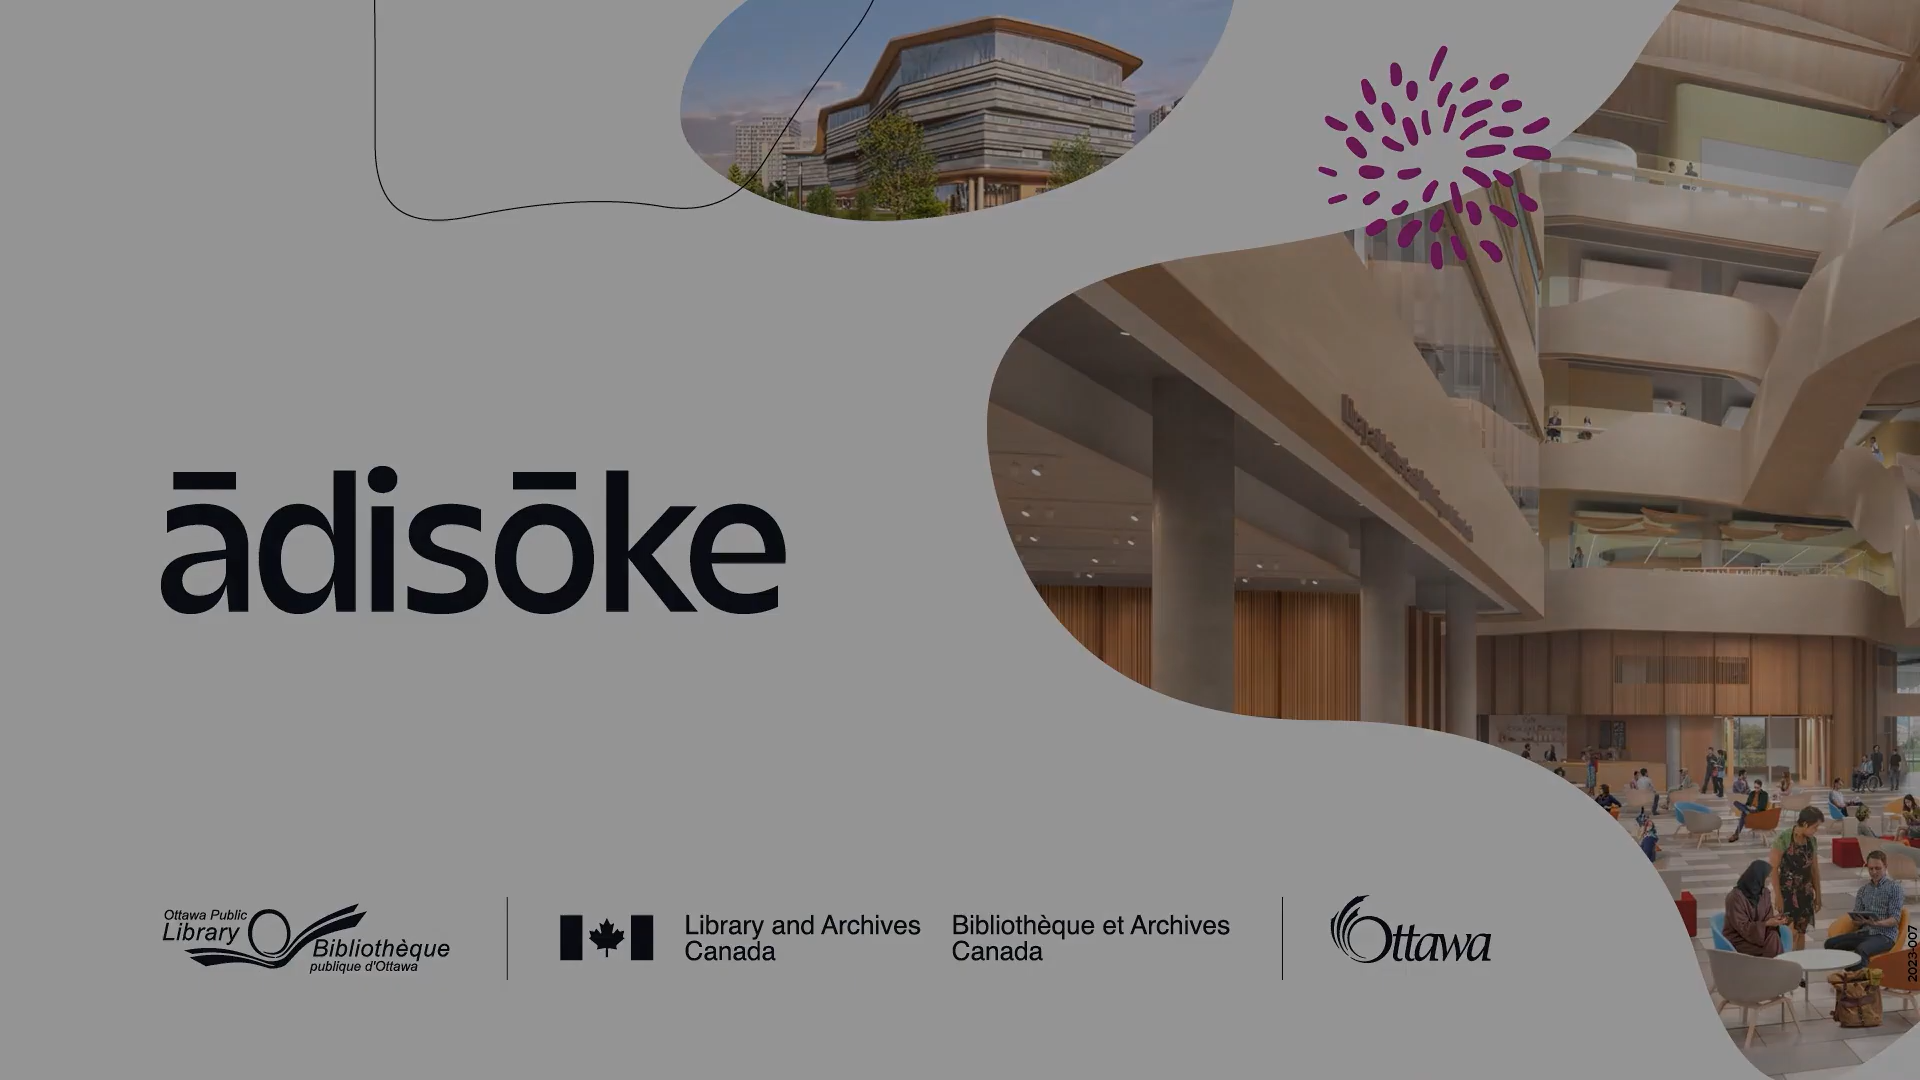 ādisōke
Ottawa Public
Library
Bibliothèque
publique d'Ottawa
Library and Archives
Canada
Bibliothèque et Archives
Canada
Ottawa
2023-007